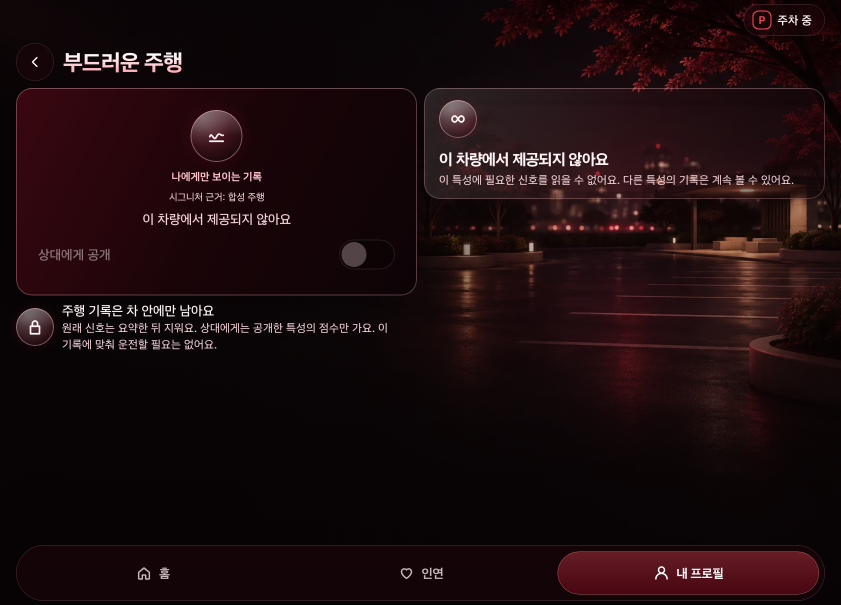 P 주차 중
부드러운 주행
나에게만 보이는 기록
시그니처 근거: 합성 주행
이 차량에서 제공되지 않아요
상대에게 공개
이 차량에서 제공되지 않아요
이 특성에 필요한 신호를 읽을 수 없어요. 다른 특성의 기록은 계속 볼 수 있어요.
주행 기록은 차 안에만 남아요
원래 신호는 요약한 뒤 지워요. 상대에게는 공개한 특성의 점수만 가요. 이
기록에 맞춰 운전할 필요는 없어요.
홈
인연
내 프로필